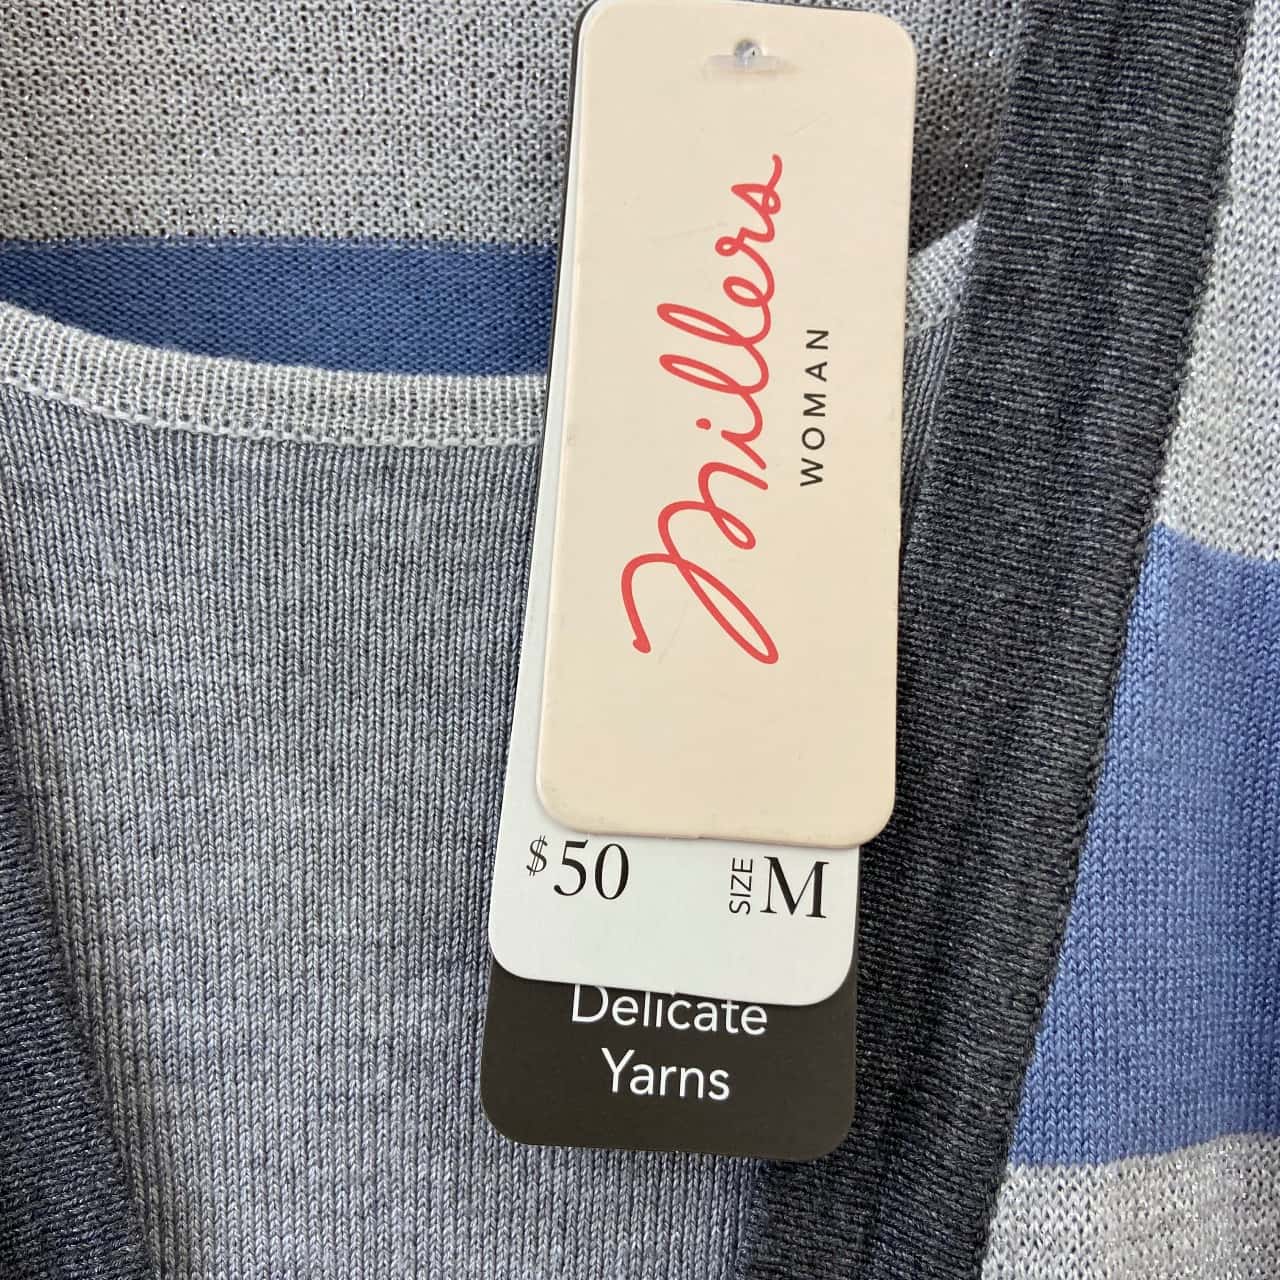 Millers
WOMAN
$50
SIZE M
Delicate
Yarns